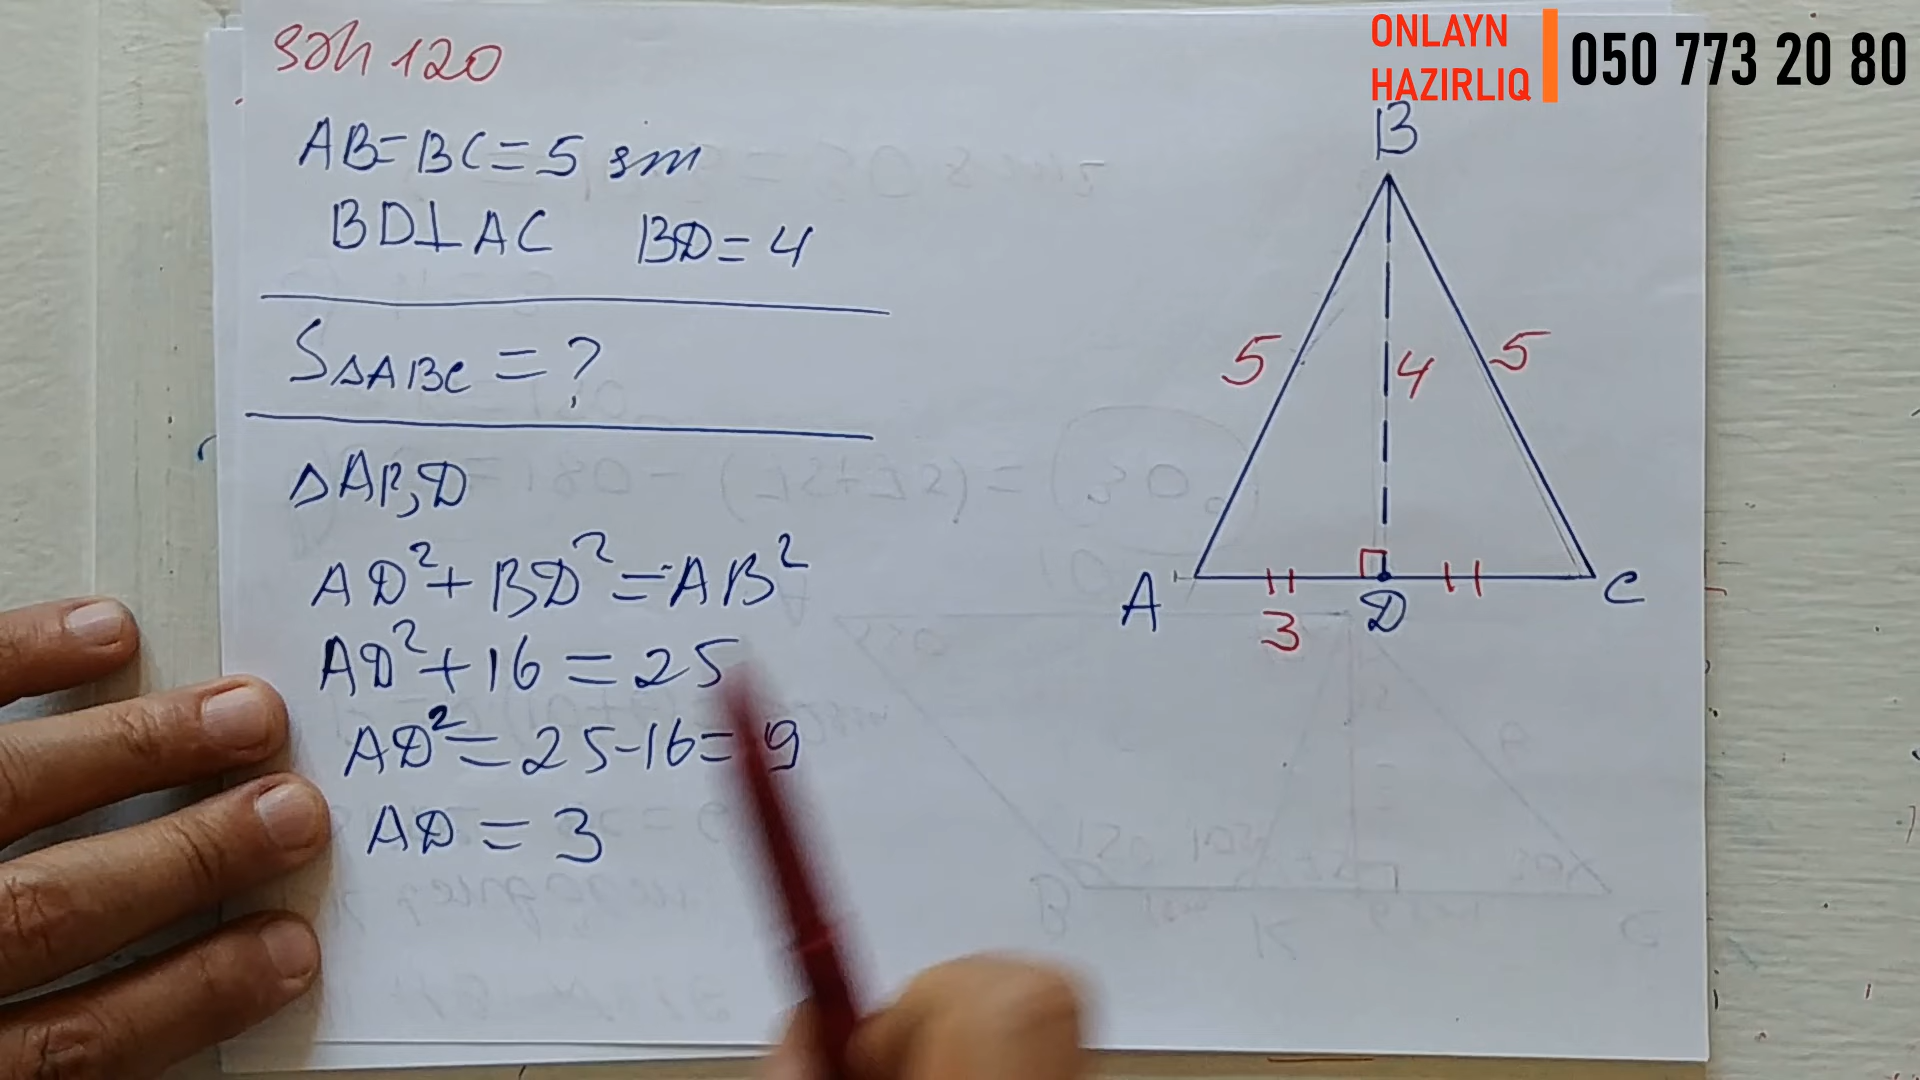 ONLAYN
HAZIRLIQ
050 773 20 80
səh 120
AB=BC=5 sm
BD⊥AC BD=4
S△ABC = ?
△ABD
AD²+BD²=AB²
AD²+16=25
AD²=25-16=9
AD=3
B
5 4 5
A D C
3